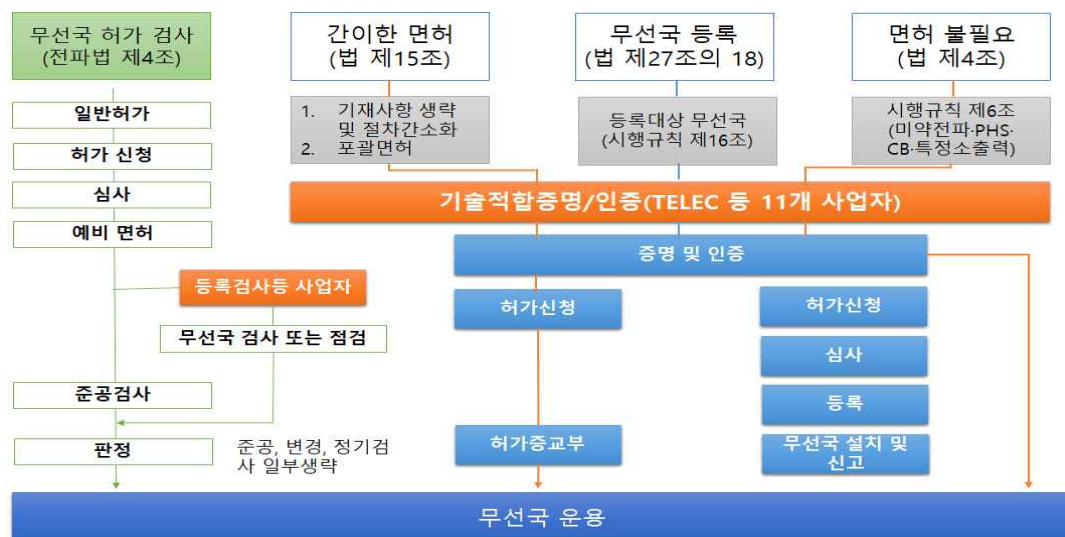 무선국 허가 검사
(전파법 제4조)
간이한 면허
(법 제15조)
무선국 등록
(법 제27조의 18)
면허 불필요
(법 제4조)
일반허가
허가 신청
심사
예비 면허
1. 기재사항 생략
및 절차간소화
2. 포괄면허
등록대상 무선국
(시행규칙 제16조)
시행규칙 제6조
(미약전파·PHS·
CB·특정소출력)
기술적합증명/인증(TELEC 등 11개 사업자)
증명 및 인증
등록검사등 사업자
무선국 검사 또는 점검
준공검사
판정
준공, 변경, 정기검
사 일부생략
허가신청
허가증교부
허가신청
심사
등록
무선국 설치 및
신고
무선국 운용